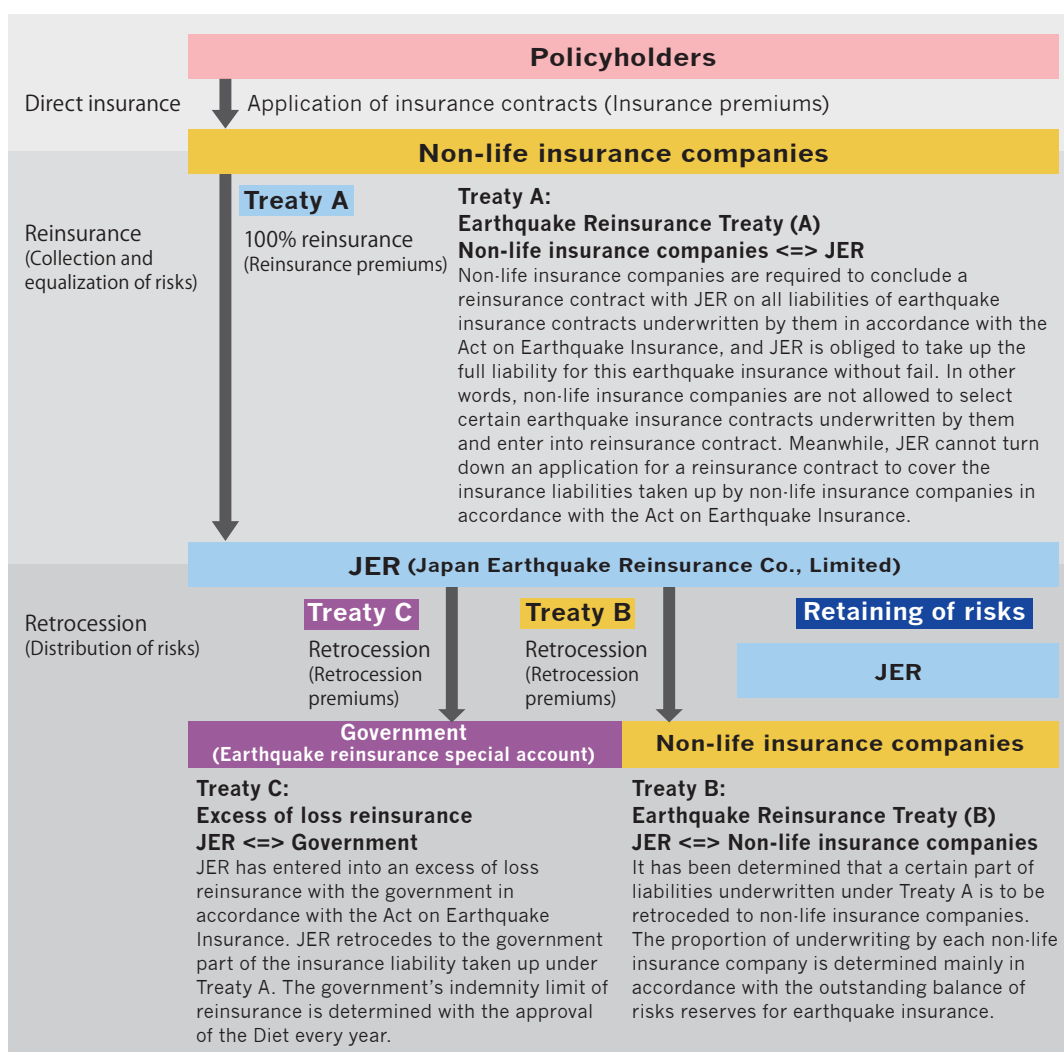 Policyholders
Direct insurance
Application of insurance contracts (Insurance premiums)
Non-life insurance companies
Reinsurance
(Collection and
equalization of risks)
Treaty A
100% reinsurance
(Reinsurance premiums)
Treaty A:
Earthquake Reinsurance Treaty (A)
Non-life insurance companies <=> JER
Non-life insurance companies are required to conclude a
reinsurance contract with JER on all liabilities of earthquake
insurance contracts underwritten by them in accordance with the
Act on Earthquake Insurance, and JER is obliged to take up the
full liability for this earthquake insurance without fail. In other
words, non-life insurance companies are not allowed to select
certain earthquake insurance contracts underwritten by them
and enter into reinsurance contract. Meanwhile, JER cannot turn
down an application for a reinsurance contract to cover the
insurance liabilities taken up by non-life insurance companies in
accordance with the Act on Earthquake Insurance.
JER (Japan Earthquake Reinsurance Co., Limited)
Retrocession
(Distribution of risks)
Treaty C
Retrocession
(Retrocession
premiums)
Treaty B
Retrocession
(Retrocession
premiums)
Retaining of risks
JER
Government
(Earthquake reinsurance special account)
Non-life insurance companies
Treaty C:
Excess of loss reinsurance
JER <=> Government
JER has entered into an excess of loss
reinsurance with the government in
accordance with the Act on Earthquake
Insurance. JER retrocedes to the government
part of the insurance liability taken up under
Treaty A. The government's indemnity limit of
reinsurance is determined with the approval
of the Diet every year.
Treaty B:
Earthquake Reinsurance Treaty (B)
JER <=> Non-life insurance companies
It has been determined that a certain part of
liabilities underwritten under Treaty A is to be
retroceded to non-life insurance companies.
The proportion of underwriting by each non-life
insurance company is determined mainly in
accordance with the outstanding balance of
risks reserves for earthquake insurance.